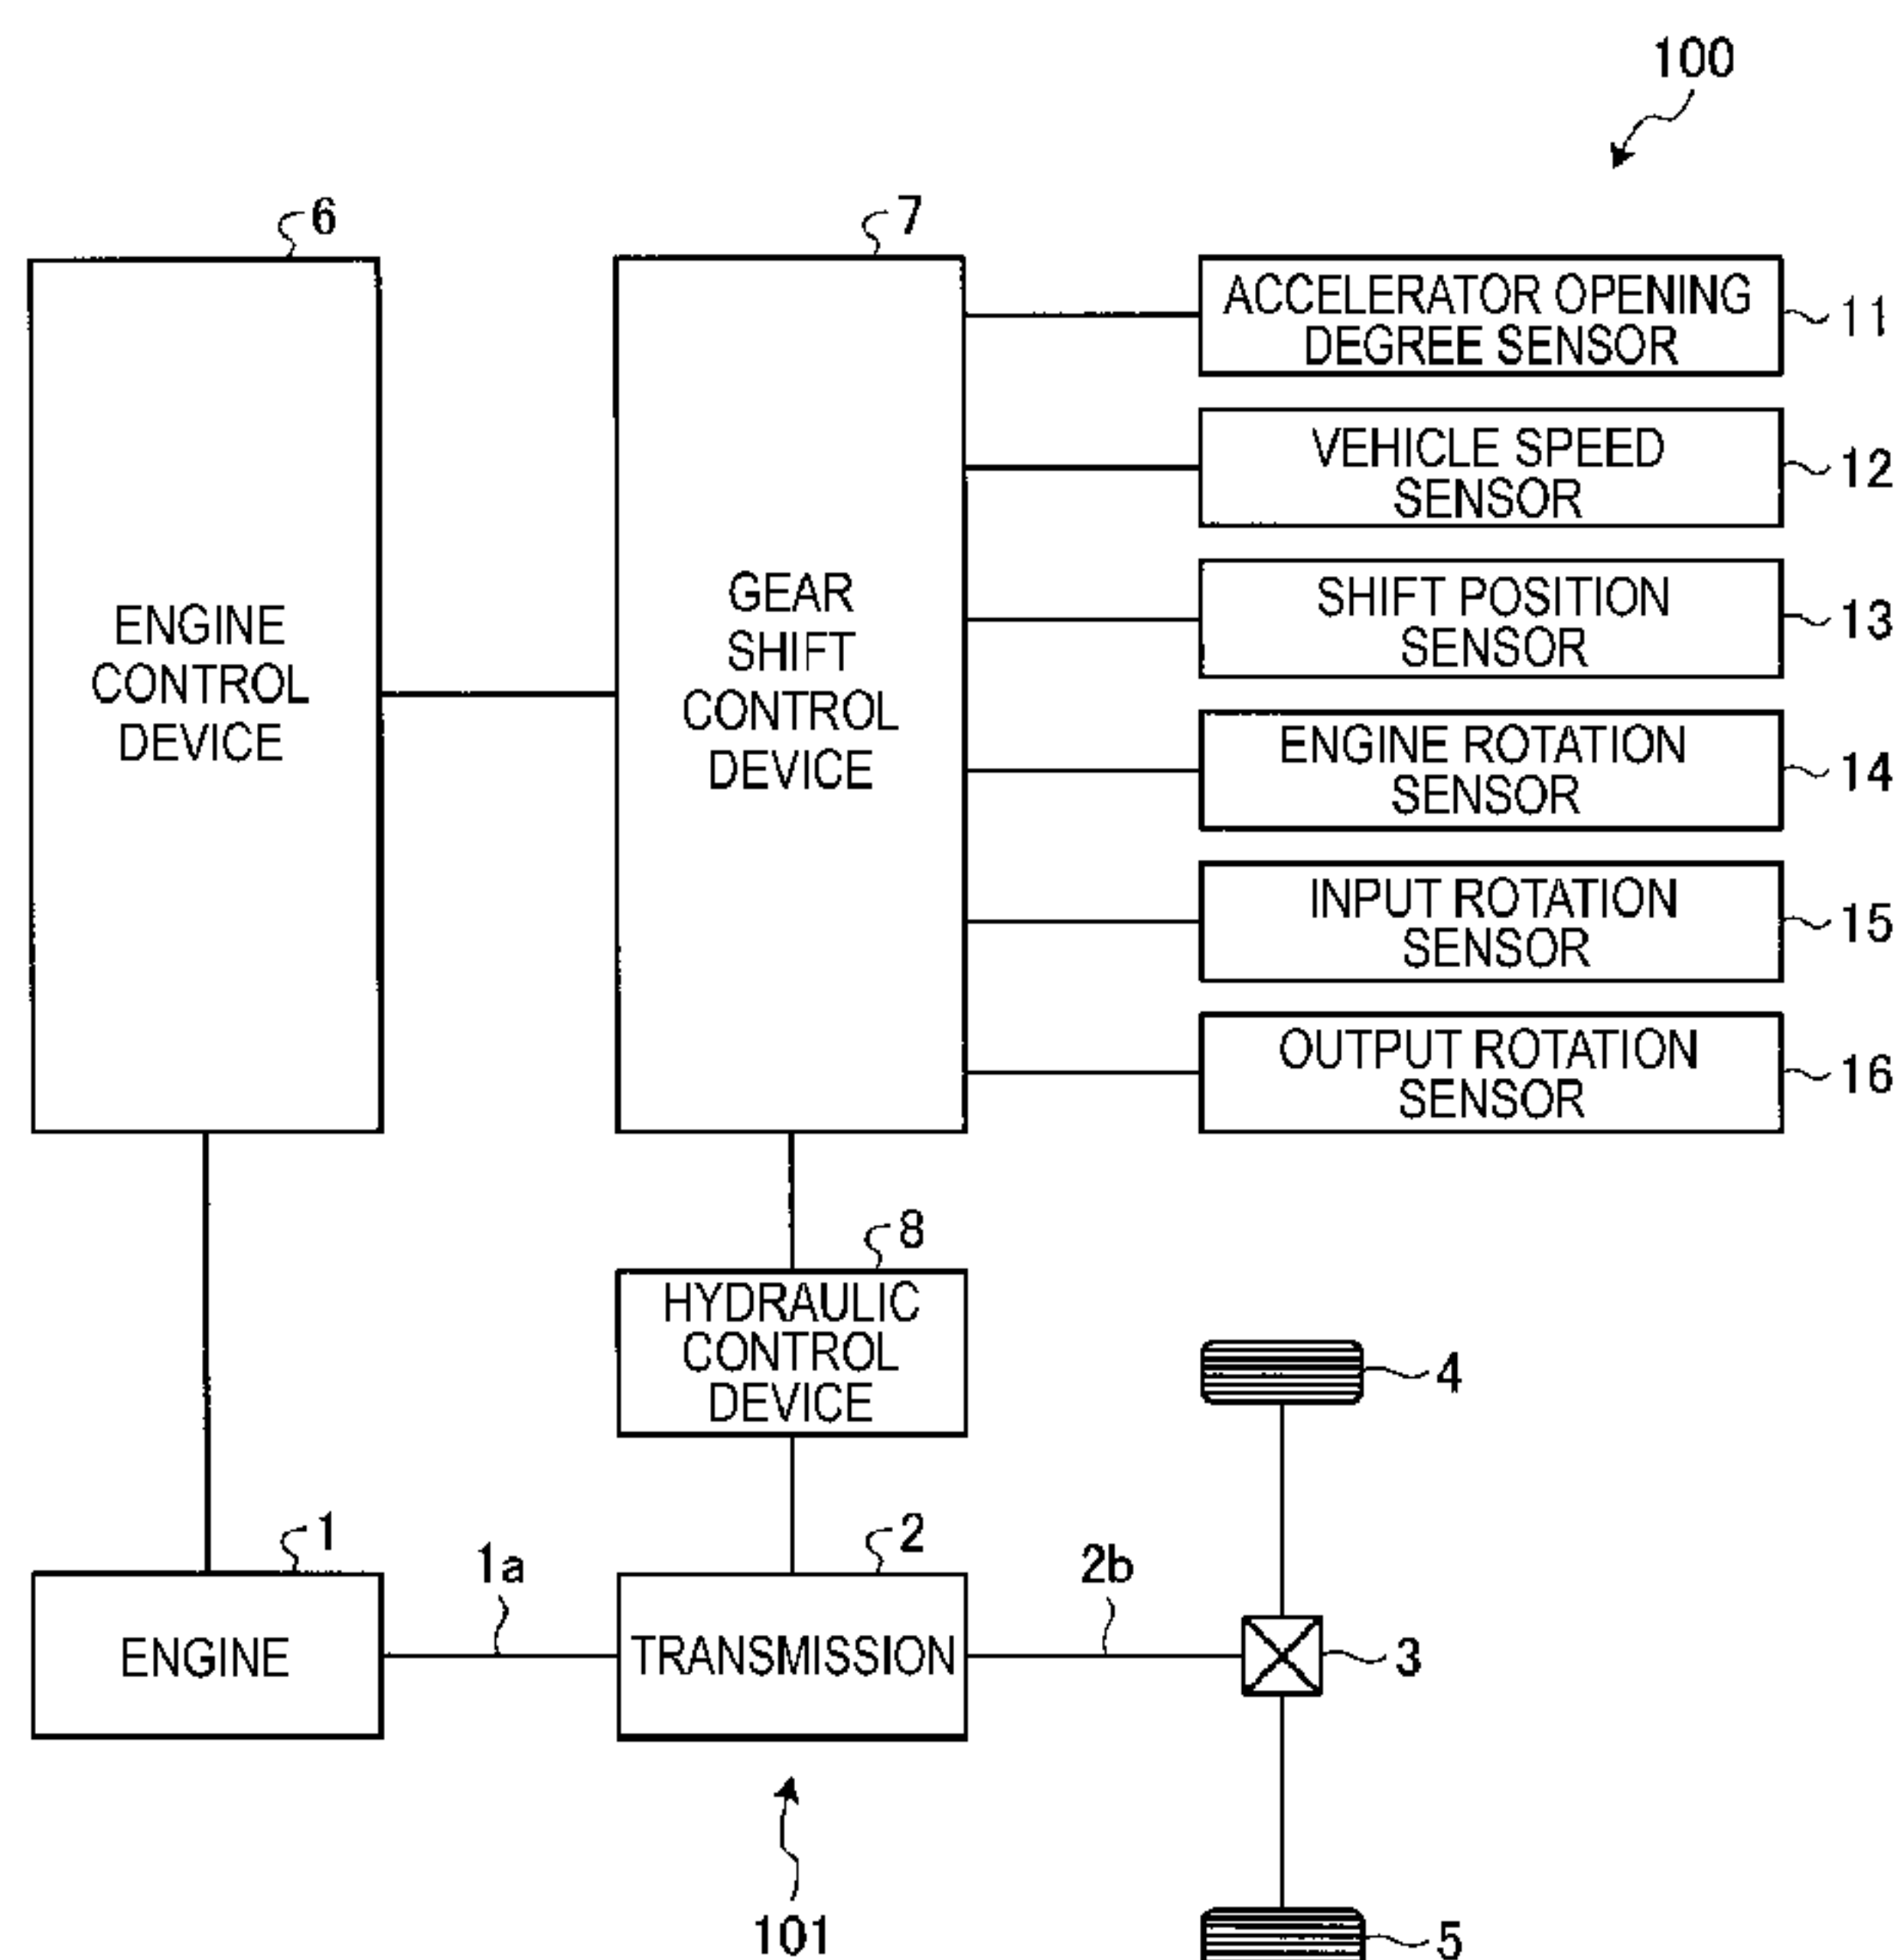 100
6
7
ACCELERATOR OPENING
DEGREE SENSOR
11
VEHICLE SPEED
SENSOR
12
SHIFT POSITION
SENSOR
13
ENGINE ROTATION
SENSOR
14
INPUT ROTATION
SENSOR
15
OUTPUT ROTATION
SENSOR
16
ENGINE
CONTROL
DEVICE
GEAR
SHIFT
CONTROL
DEVICE
8
HYDRAULIC
CONTROL
DEVICE
4
1
1a
2
2b
ENGINE
TRANSMISSION
3
101
5